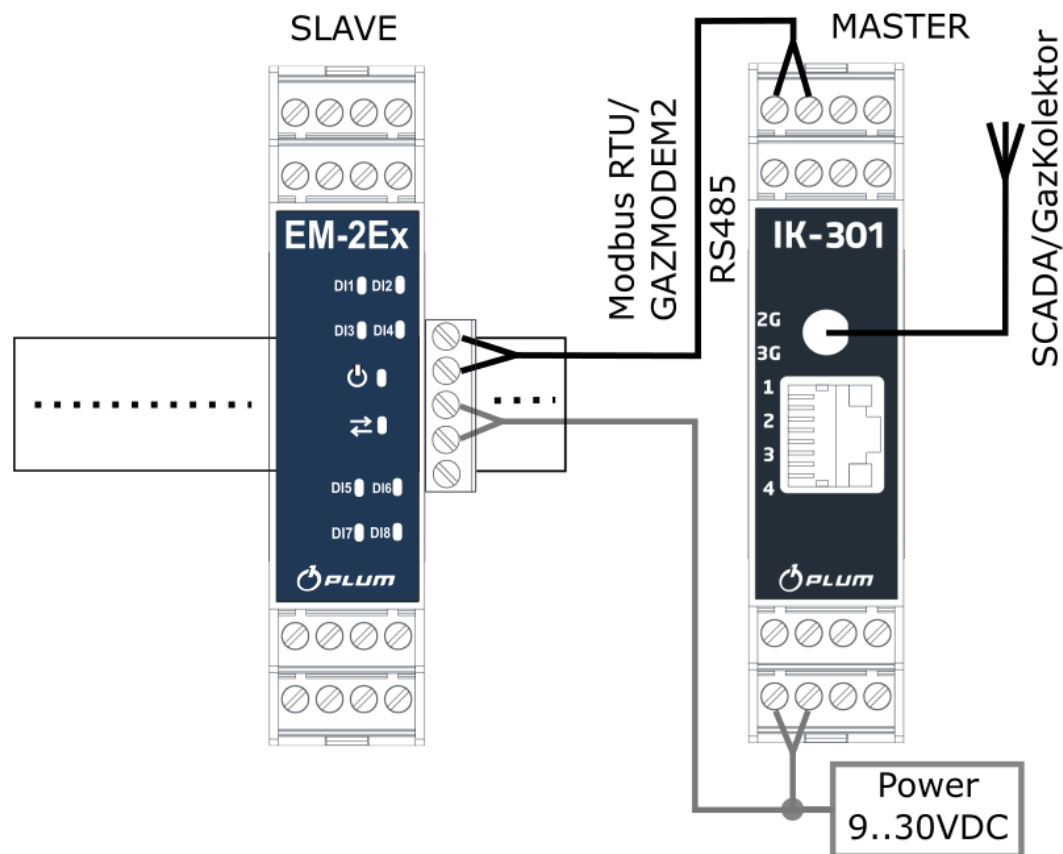 SLAVE
MASTER
Modbus RTU/
GAZMODEM2
RS485
SCADA/GazKolektor
EM-2Ex
DI1 DI2
DI3 DI4
DI5 DI6
DI7 DI8
PLUM
IK-301
2G
3G
1
2
3
4
PLUM
Power
9..30VDC